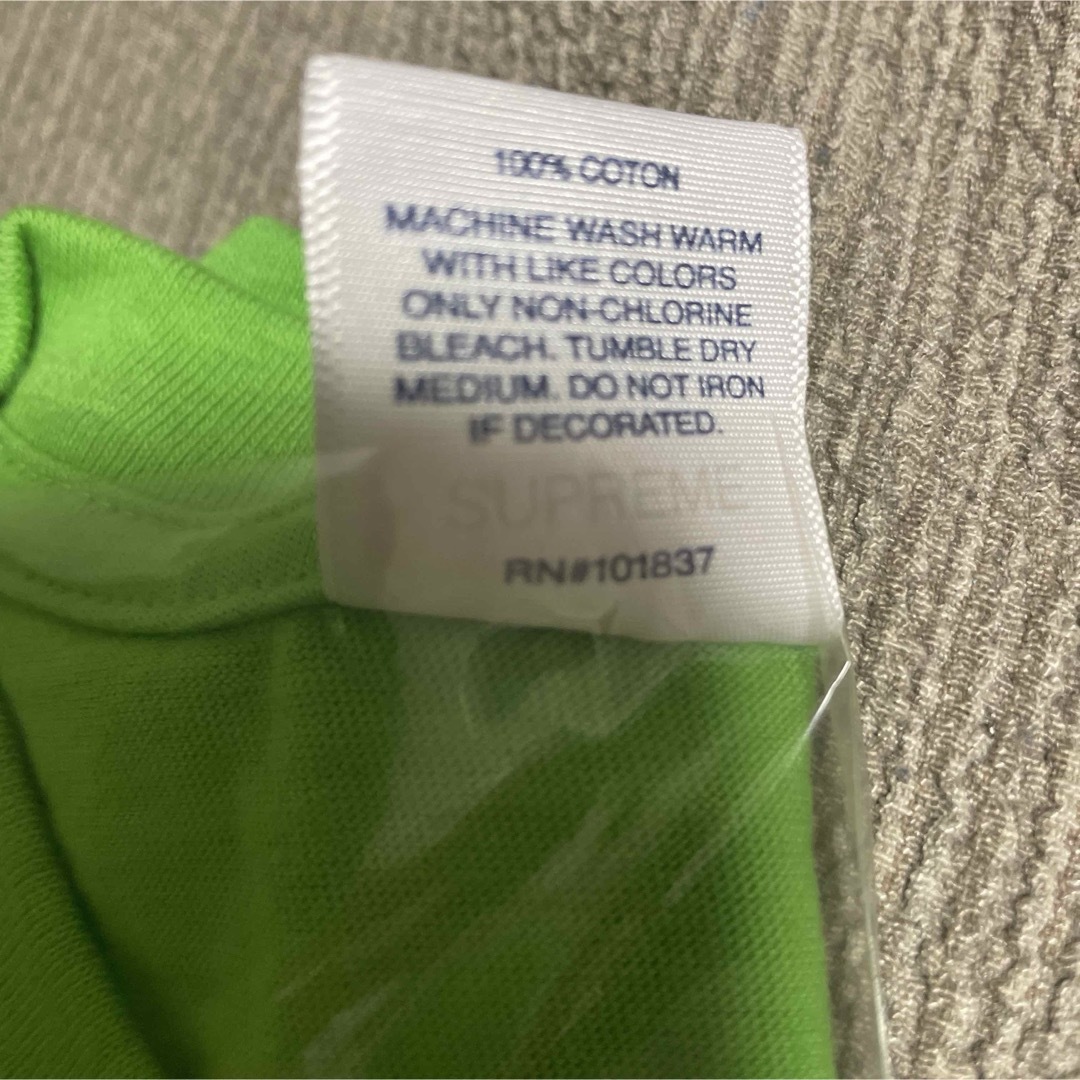 100% COTON
MACHINE WASH WARM
WITH LIKE COLORS
ONLY NON-CHLORINE
BLEACH. TUMBLE DRY
MEDIUM. DO NOT IRON
IF DECORATED.
SUPREME
RN#101837